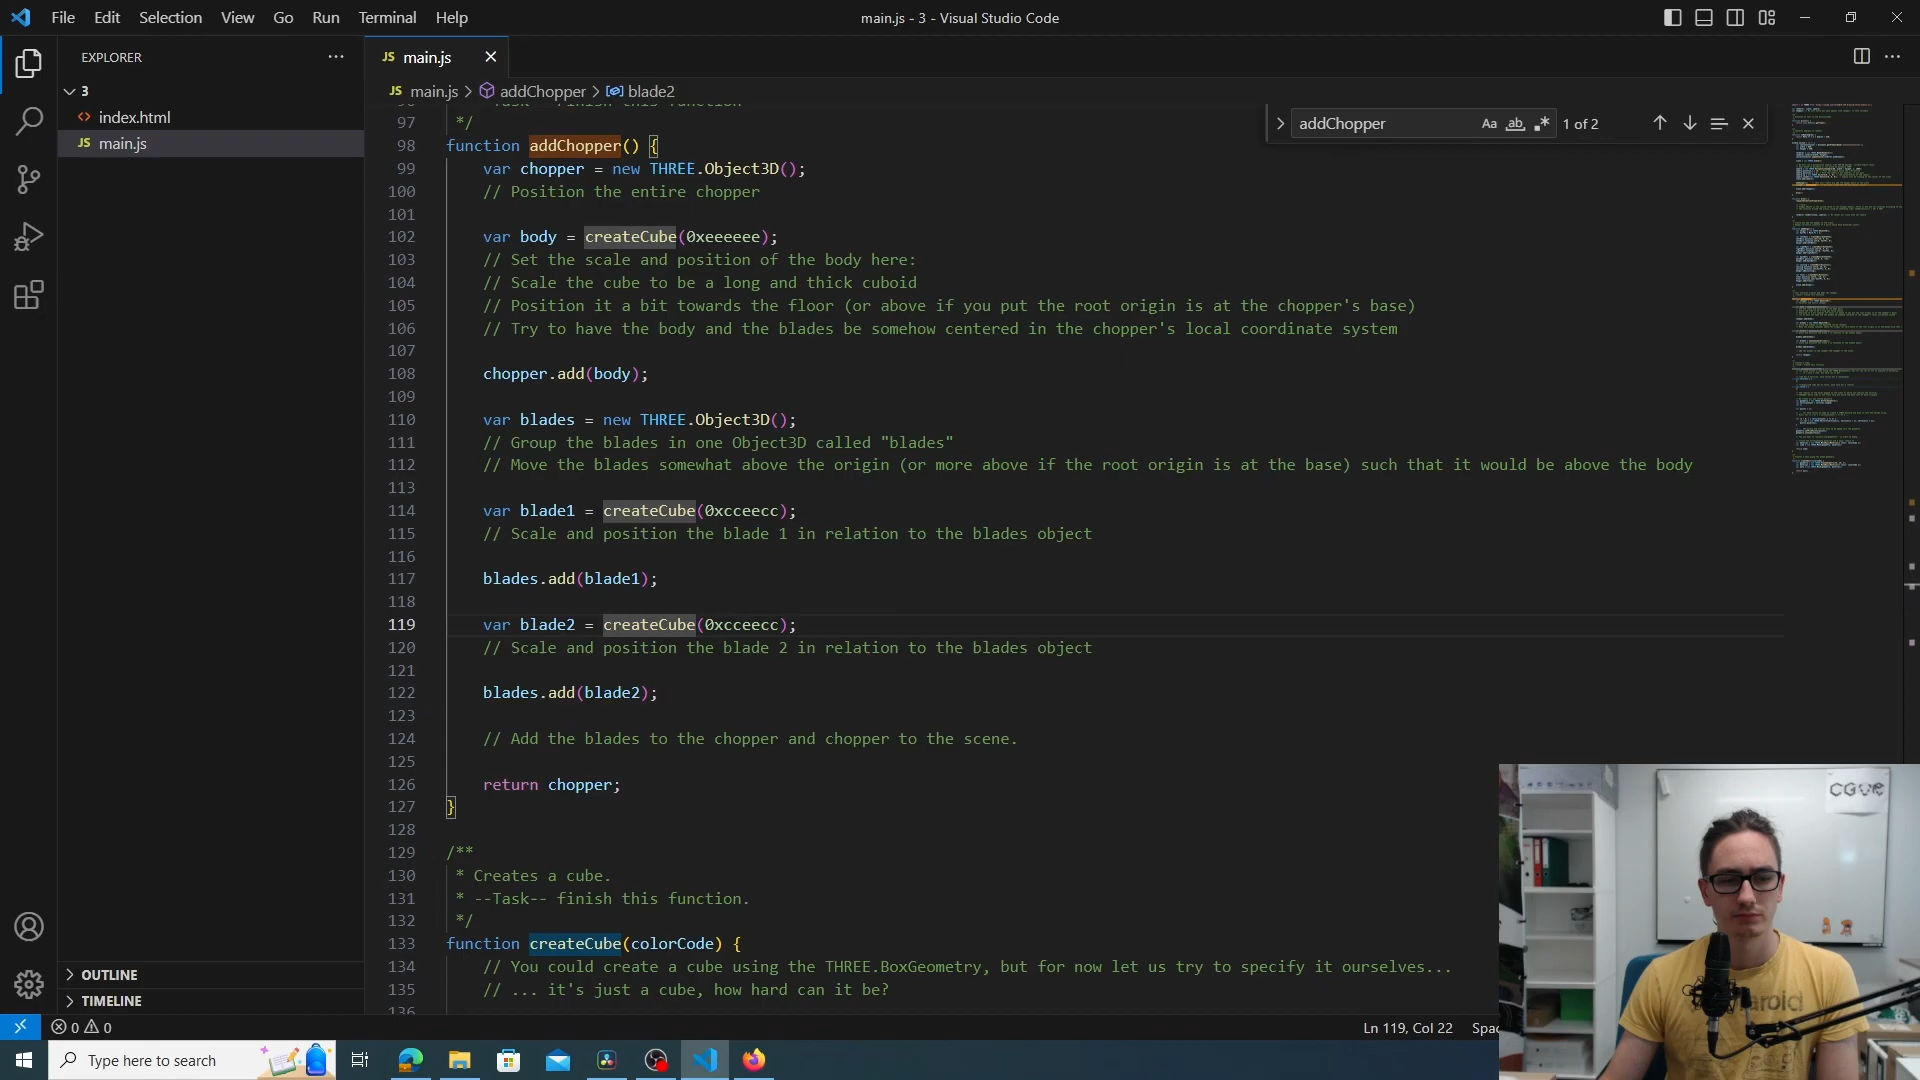 File Edit Selection View Go Run Terminal Help
main.js - 3 - Visual Studio Code
EXPLORER
3
index.html
JS main.js
OUTLINE
TIMELINE
JS main.js
JS main.js > addChopper > blade2
addChopper
Aa ab .* 1 of 2
97 */
98 function addChopper() {
99 var chopper = new THREE.Object3D();
100 // Position the entire chopper
101
102 var body = createCube(0xeeeeee);
103 // Set the scale and position of the body here:
104 // Scale the cube to be a long and thick cuboid
105 // Position it a bit towards the floor (or above if you put the root origin is at the chopper's base)
106 // Try to have the body and the blades be somehow centered in the chopper's local coordinate system
107
108 chopper.add(body);
109
110 var blades = new THREE.Object3D();
111 // Group the blades in one Object3D called "blades"
112 // Move the blades somewhat above the origin (or more above if the root origin is at the base) such that it would be above the body
113
114 var blade1 = createCube(0xcceecc);
115 // Scale and position the blade 1 in relation to the blades object
116
117 blades.add(blade1);
118
119 var blade2 = createCube(0xcceecc);
120 // Scale and position the blade 2 in relation to the blades object
121
122 blades.add(blade2);
123
124 // Add the blades to the chopper and chopper to the scene.
125
126 return chopper;
127 }
128
129 /**
130 * Creates a cube.
131 * --Task-- finish this function.
132 */
133 function createCube(colorCode) {
134 // You could create a cube using the THREE.BoxGeometry, but for now let us try to specify it ourselves...
135 // ... it's just a cube, how hard can it be?
136
CGUE
0 0
Ln 119, Col 22 Spac
Type here to search